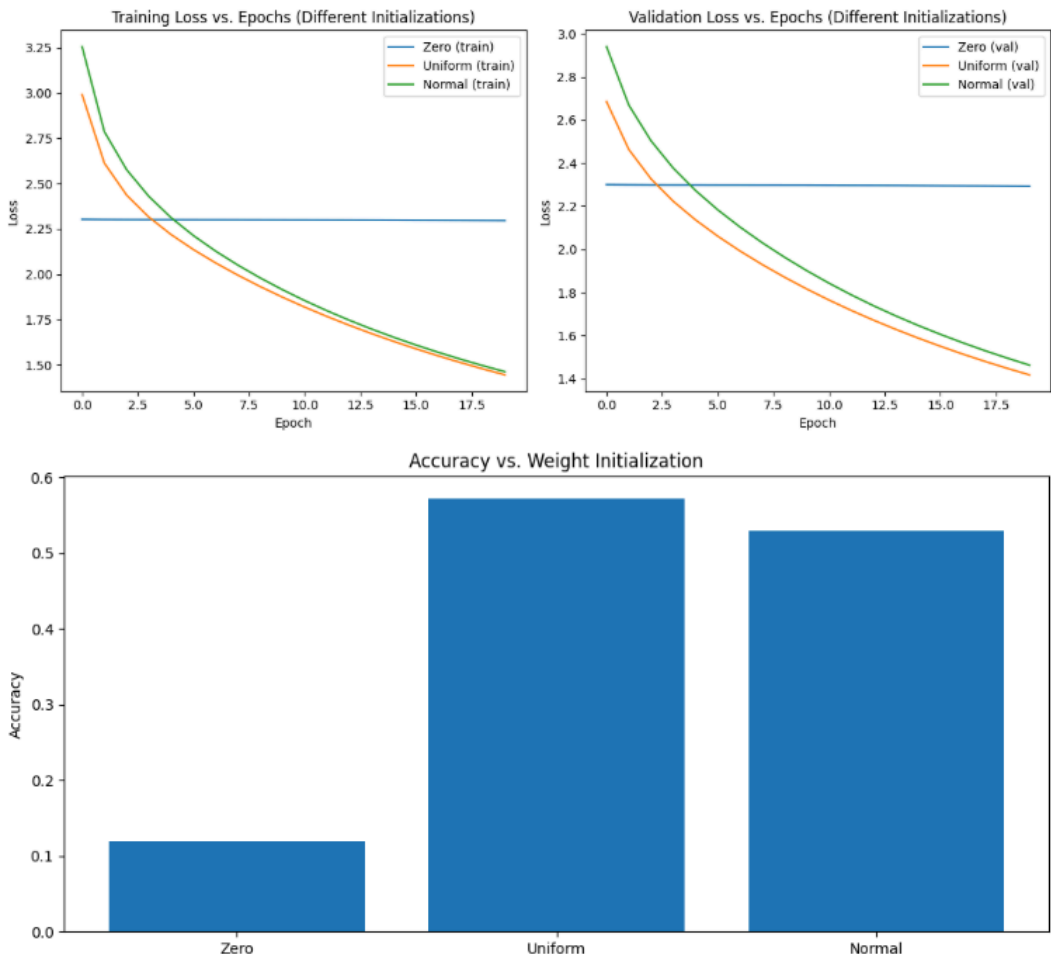 Training Loss vs. Epochs (Different Initializations)
3.25
3.00
2.75
2.50
2.25
2.00
1.75
1.50
Loss
Zero (train)
Uniform (train)
Normal (train)
0.0 2.5 5.0 7.5 10.0 12.5 15.0 17.5
Epoch
Validation Loss vs. Epochs (Different Initializations)
3.0
2.8
2.6
2.4
2.2
2.0
1.8
1.6
1.4
Loss
Zero (val)
Uniform (val)
Normal (val)
0.0 2.5 5.0 7.5 10.0 12.5 15.0 17.5
Epoch
Accuracy vs. Weight Initialization
0.6
0.5
0.4
0.3
0.2
0.1
0.0
Accuracy
Zero Uniform Normal